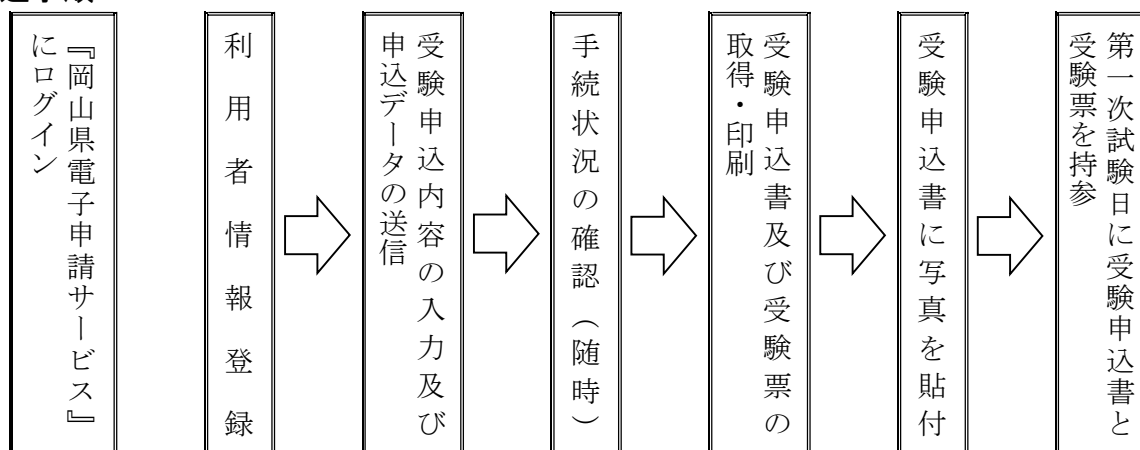 『岡山県電子申請サービス』
にログイン
利用者情報登録
受験申込内容の入力及び
申込データの送信
手続状況の確認（随時）
受験申込書及び受験票の
取得・印刷
受験申込書に写真を貼付
第一次試験日に受験申込書と
受験票を持参